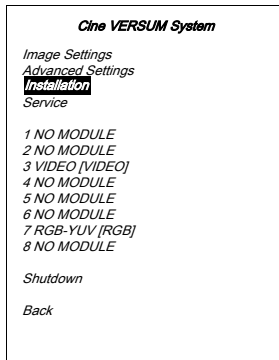 Cine VERSUM System
Image Settings
Advanced Settings
Installation
Service
1 NO MODULE
2 NO MODULE
3 VIDEO [VIDEO]
4 NO MODULE
5 NO MODULE
6 NO MODULE
7 RGB-YUV [RGB]
8 NO MODULE
Shutdown
Back